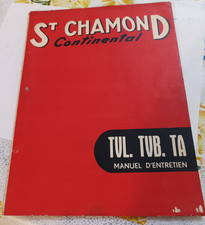 ST CHAMOND
Continental
TUL. TUB. TA
MANUEL D'ENTRETIEN